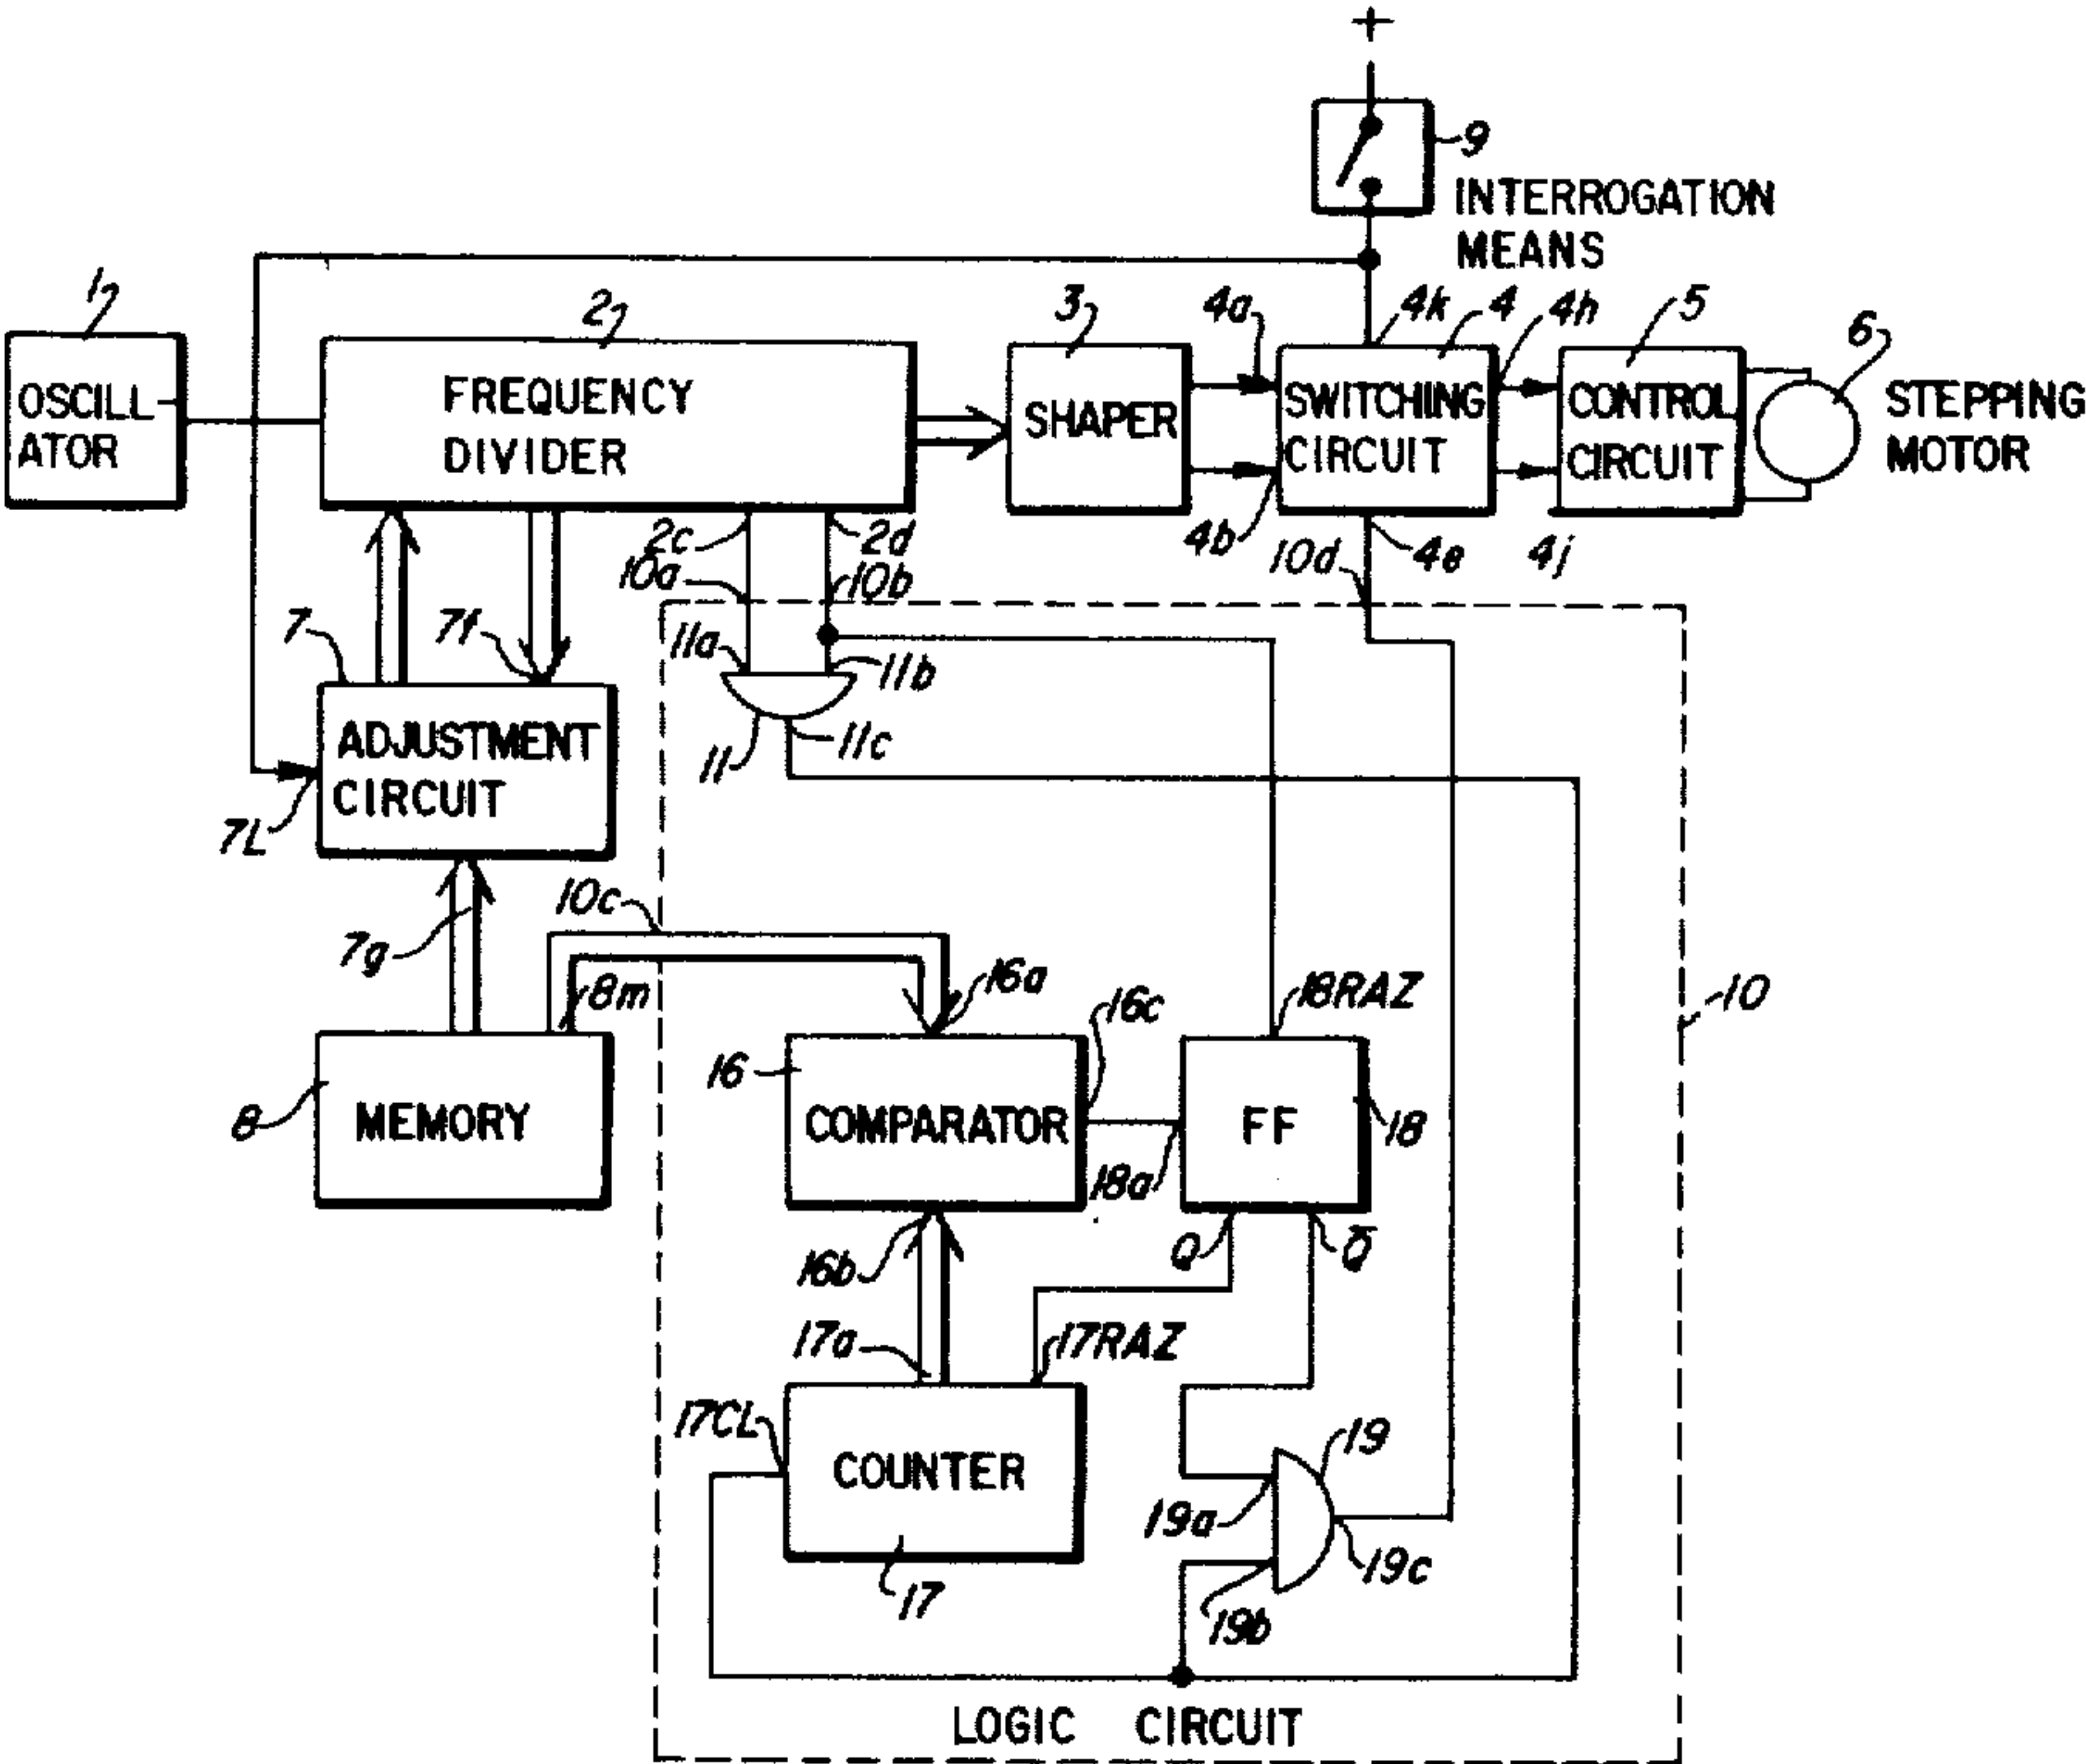 +
9
INTERROGATION
MEANS
1
2
3
4a
4k
4
4h
5
6
OSCILL-
ATOR
FREQUENCY
DIVIDER
SHAPER
SWITCHING
CIRCUIT
CONTROL
CIRCUIT
STEPPING
MOTOR
2c
2d
4b
10d
4e
4j
10a
10b
7
7f
11a
11b
ADJUSTMENT
CIRCUIT
11
11c
7L
10c
7g
8m
16a
16c
18RAZ
10
16
8
MEMORY
COMPARATOR
FF
18
18a
16b
Q
Q̅
17a
17RAZ
17CL
COUNTER
19
19a
19c
17
19b
LOGIC CIRCUIT